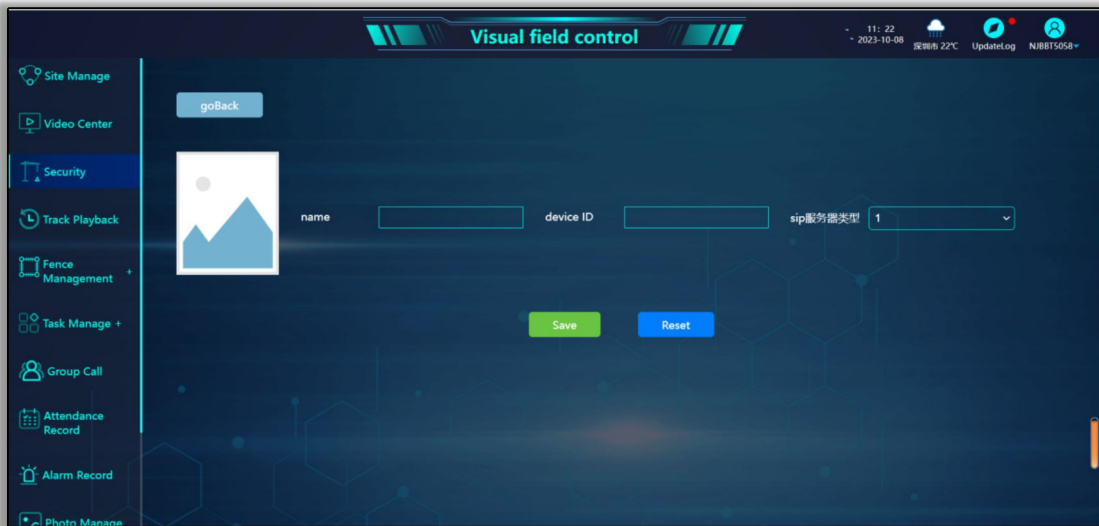 Visual field control
- 11: 22
~ 2023-10-08
深圳市 22℃
UpdateLog
NJBBT5058
Site Manage
Video Center
Security
Track Playback
Fence
Management +
Task Manage +
Group Call
Attendance
Record
Alarm Record
Photo Manage
goBack
name
device ID
sip服务器类型 1
Save
Reset